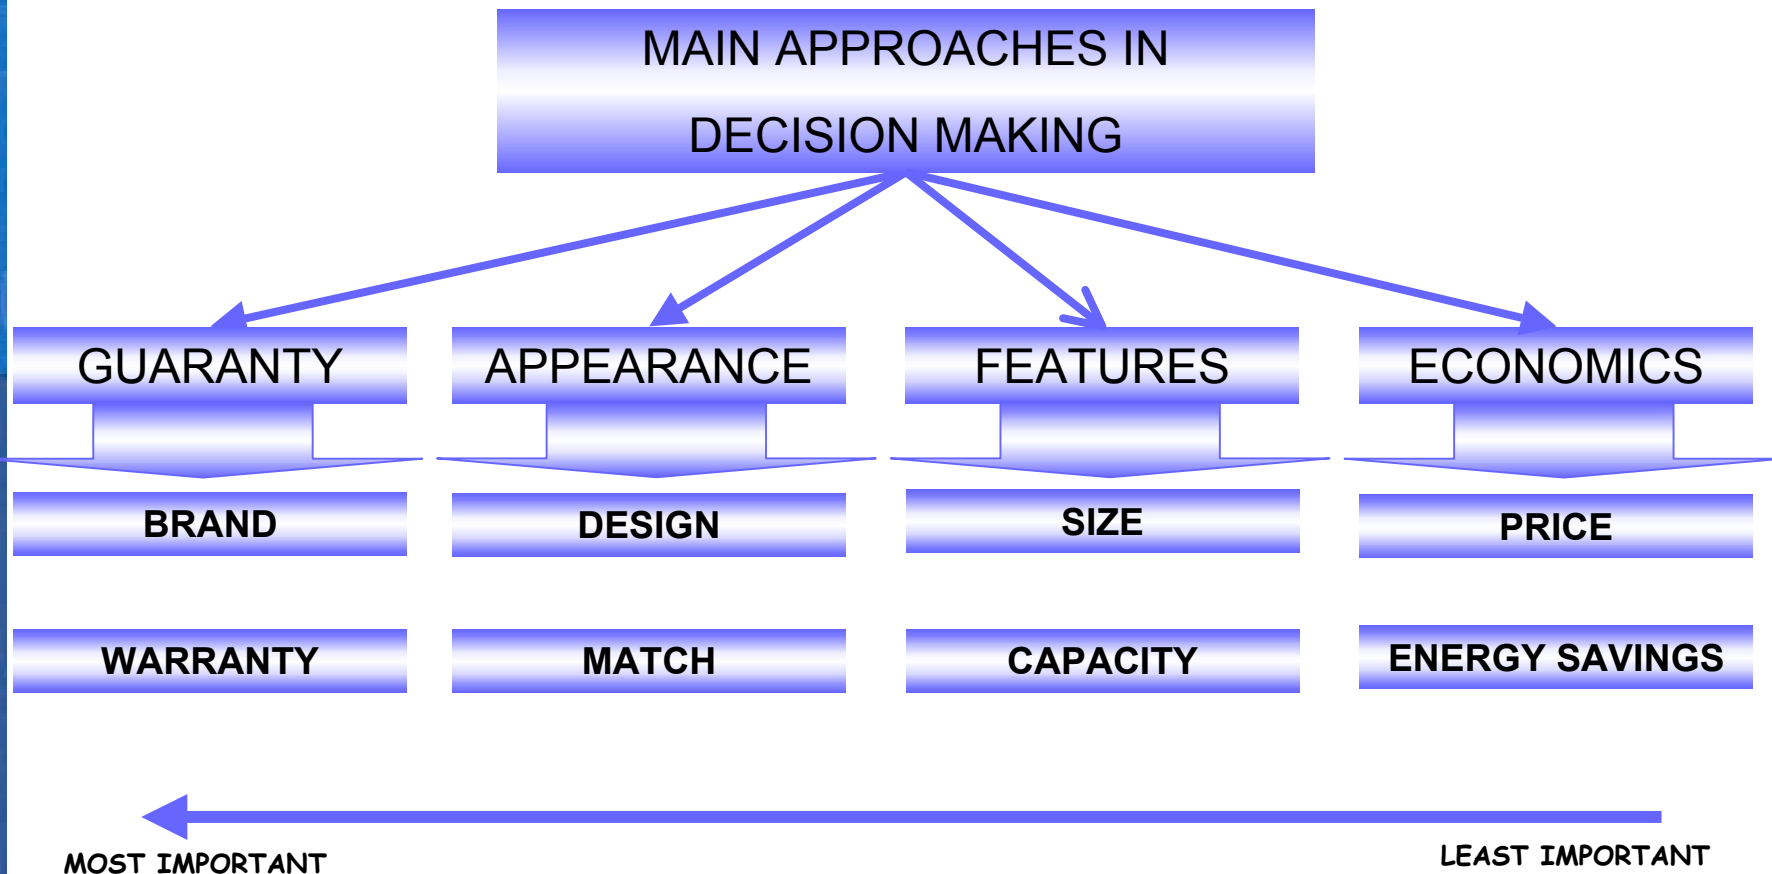 MAIN APPROACHES IN
DECISION MAKING
GUARANTY
APPEARANCE
FEATURES
ECONOMICS
BRAND
DESIGN
SIZE
PRICE
WARRANTY
MATCH
CAPACITY
ENERGY SAVINGS
MOST IMPORTANT
LEAST IMPORTANT